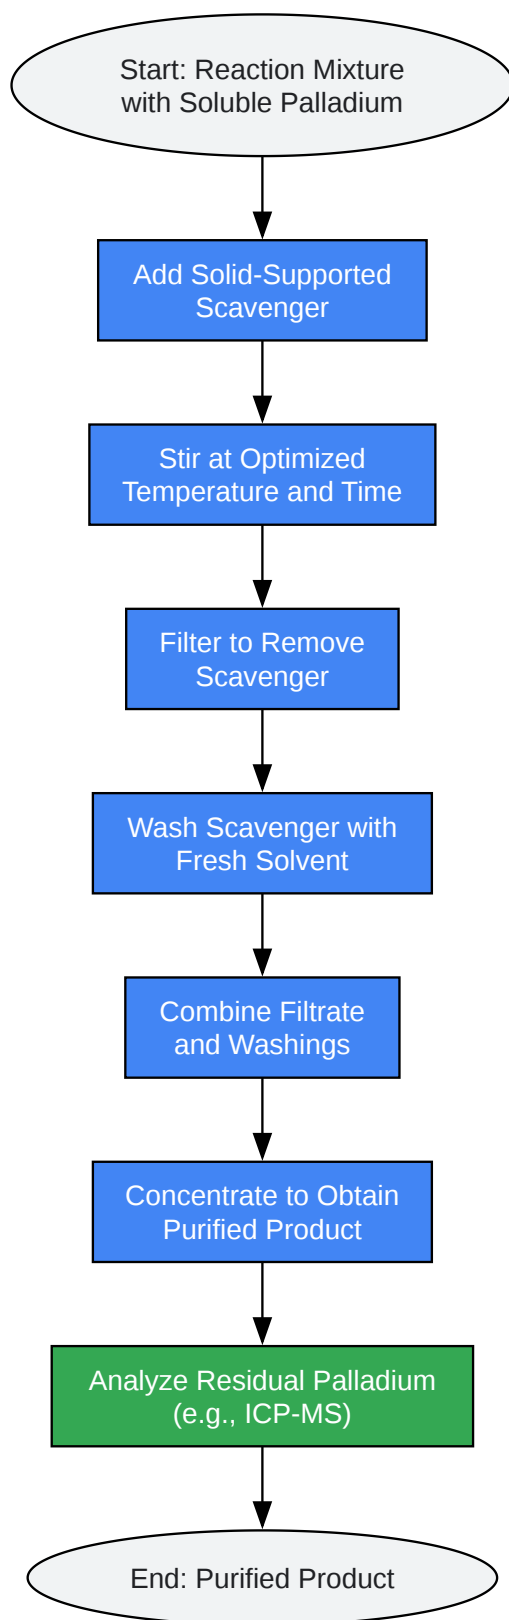 Start: Reaction Mixture
with Soluble Palladium
Add Solid-Supported
Scavenger
Stir at Optimized
Temperature and Time
Filter to Remove
Scavenger
Wash Scavenger with
Fresh Solvent
Combine Filtrate
and Washings
Concentrate to Obtain
Purified Product
Analyze Residual Palladium
(e.g., ICP-MS)
End: Purified Product